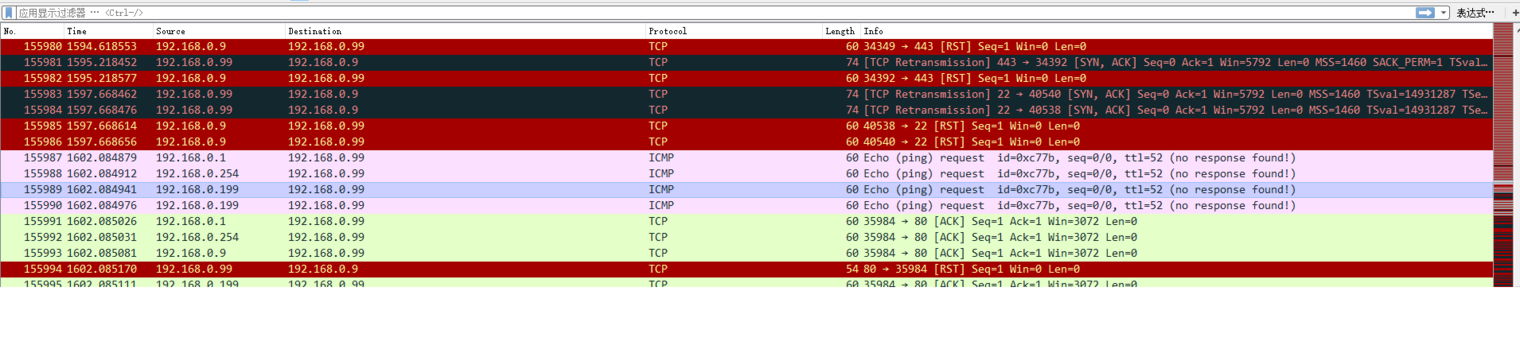 应用显示过滤器 … <Ctrl-/> 表达式… +
No. Time Source Destination Protocol Length Info
155980 1594.618553 192.168.0.9 192.168.0.99 TCP 60 34349 → 443 [RST] Seq=1 Win=0 Len=0
155981 1595.218452 192.168.0.99 192.168.0.9 TCP 74 [TCP Retransmission] 443 → 34392 [SYN, ACK] Seq=0 Ack=1 Win=5792 Len=0 MSS=1460 SACK_PERM=1 TSval…
155982 1595.218577 192.168.0.9 192.168.0.99 TCP 60 34392 → 443 [RST] Seq=1 Win=0 Len=0
155983 1597.668462 192.168.0.99 192.168.0.9 TCP 74 [TCP Retransmission] 22 → 40540 [SYN, ACK] Seq=0 Ack=1 Win=5792 Len=0 MSS=1460 TSval=14931287 TSe…
155984 1597.668476 192.168.0.99 192.168.0.9 TCP 74 [TCP Retransmission] 22 → 40538 [SYN, ACK] Seq=0 Ack=1 Win=5792 Len=0 MSS=1460 TSval=14931287 TSe…
155985 1597.668614 192.168.0.9 192.168.0.99 TCP 60 40538 → 22 [RST] Seq=1 Win=0 Len=0
155986 1597.668656 192.168.0.9 192.168.0.99 TCP 60 40540 → 22 [RST] Seq=1 Win=0 Len=0
155987 1602.084879 192.168.0.1 192.168.0.99 ICMP 60 Echo (ping) request id=0xc77b, seq=0/0, ttl=52 (no response found!)
155988 1602.084912 192.168.0.254 192.168.0.99 ICMP 60 Echo (ping) request id=0xc77b, seq=0/0, ttl=52 (no response found!)
155989 1602.084941 192.168.0.199 192.168.0.99 ICMP 60 Echo (ping) request id=0xc77b, seq=0/0, ttl=52 (no response found!)
155990 1602.084976 192.168.0.199 192.168.0.99 ICMP 60 Echo (ping) request id=0xc77b, seq=0/0, ttl=52 (no response found!)
155991 1602.085026 192.168.0.1 192.168.0.99 TCP 60 35984 → 80 [ACK] Seq=1 Ack=1 Win=3072 Len=0
155992 1602.085031 192.168.0.254 192.168.0.99 TCP 60 35984 → 80 [ACK] Seq=1 Ack=1 Win=3072 Len=0
155993 1602.085081 192.168.0.9 192.168.0.99 TCP 60 35984 → 80 [ACK] Seq=1 Ack=1 Win=3072 Len=0
155994 1602.085170 192.168.0.99 192.168.0.9 TCP 54 80 → 35984 [RST] Seq=1 Win=0 Len=0
155995 1602.085111 192.168.0.199 192.168.0.99 TCP 60 35984 → 80 [ACK] Seq=1 Ack=1 Win=3072 Len=0